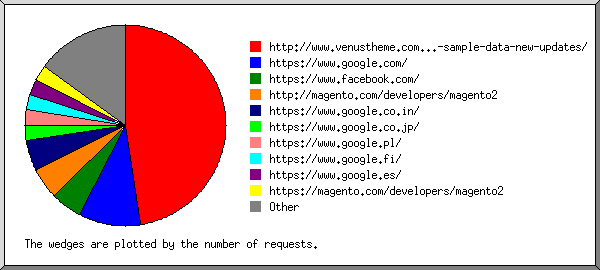 http://www.venustheme.com...-sample-data-new-updates/
https://www.google.com/
https://www.facebook.com/
http://magento.com/developers/magento2
https://www.google.co.in/
https://www.google.co.jp/
https://www.google.pl/
https://www.google.fi/
https://www.google.es/
https://magento.com/developers/magento2
Other
The wedges are plotted by the number of requests.